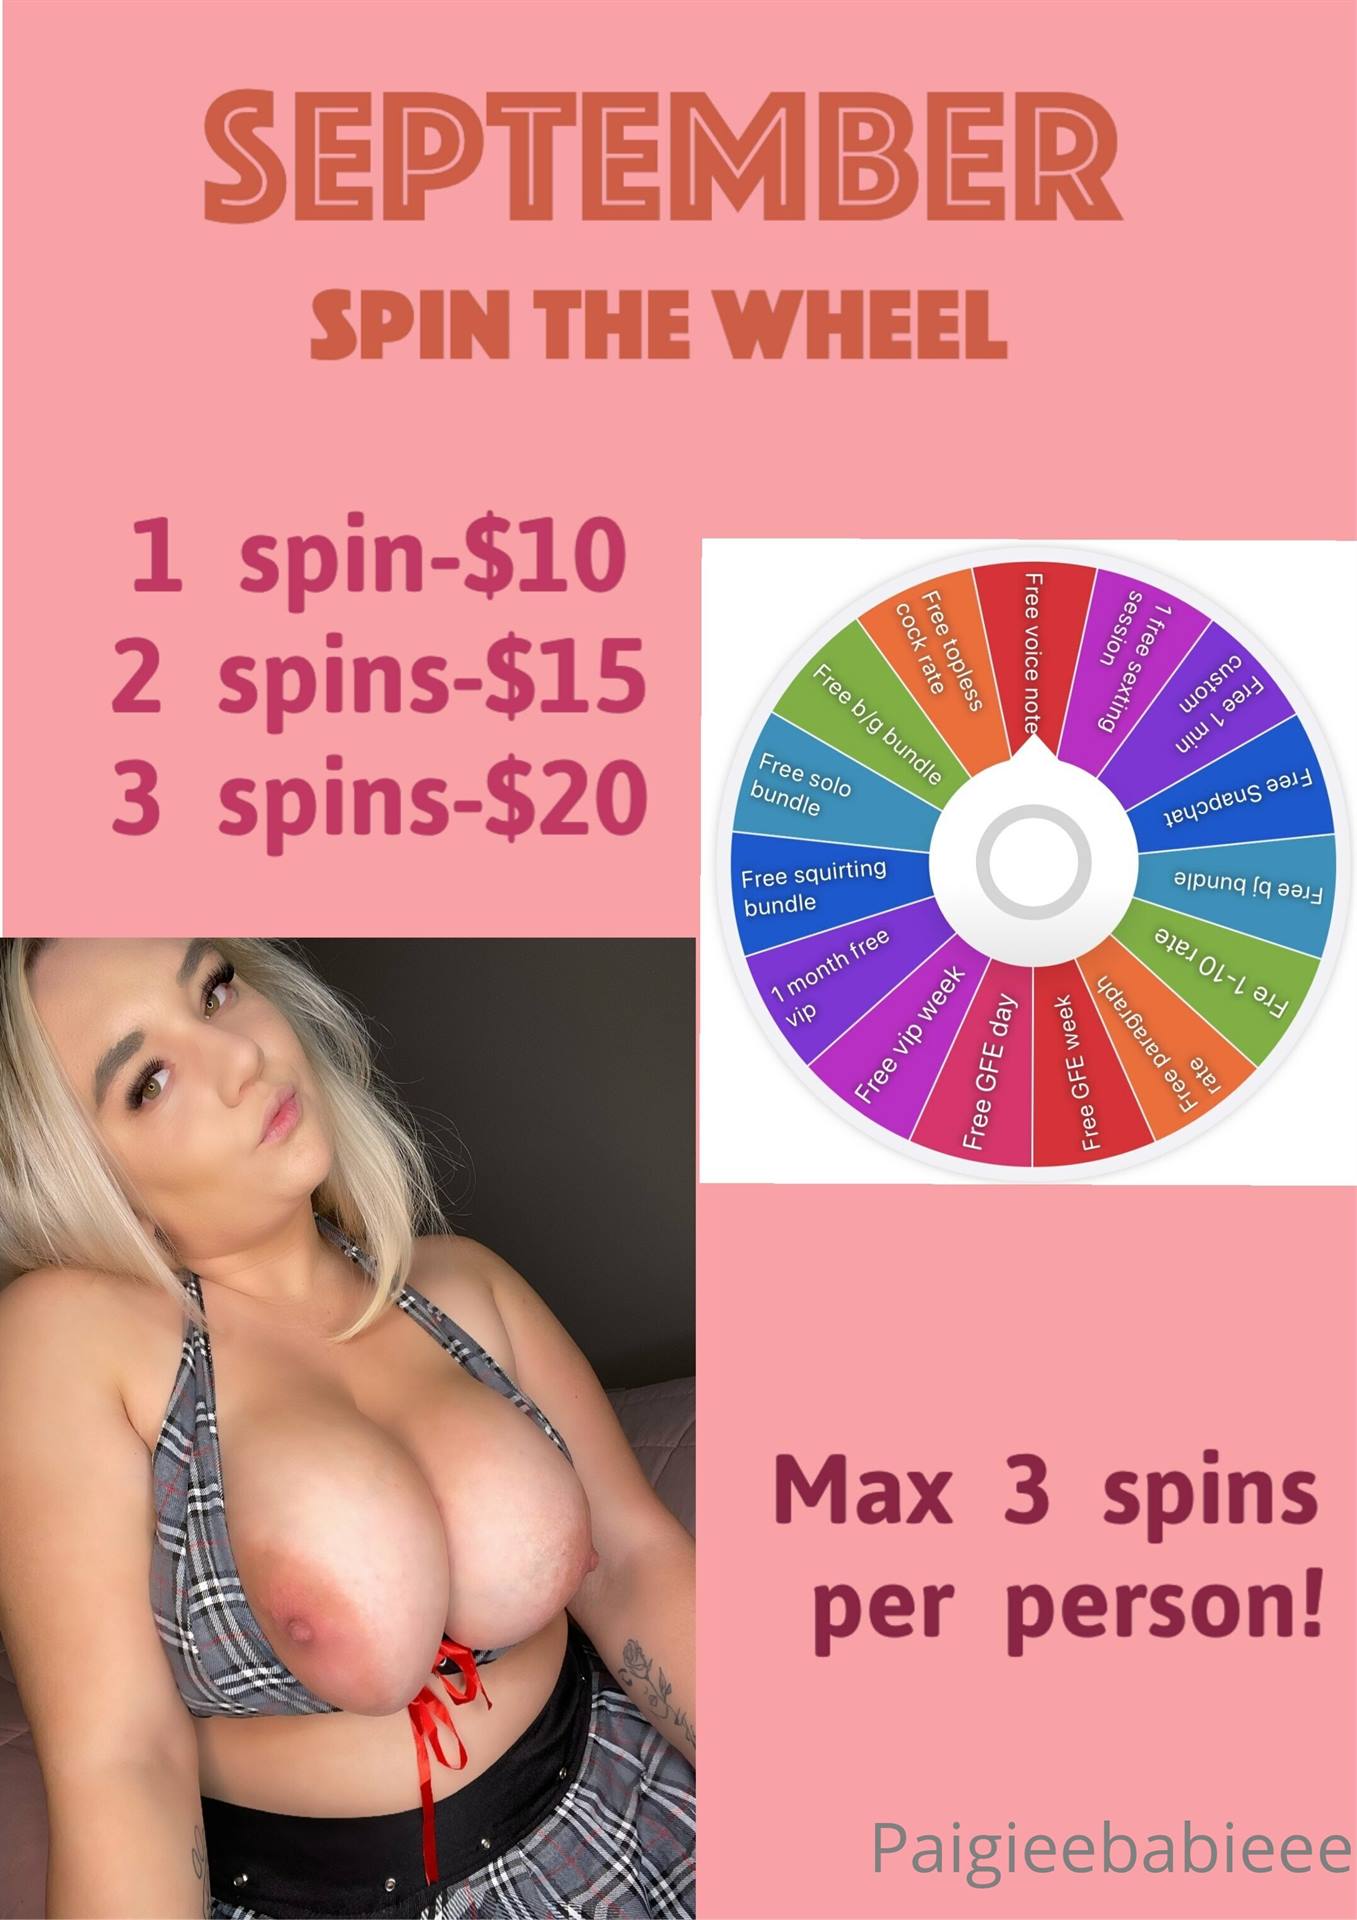 SEPTEMBER
SPIN THE WHEEL
1 spin-$10
2 spins-$15
3 spins-$20
Free voice note
1 free sexting
session
Free 1 min
custom
Free Snapchat
Free bj bundle
Fre 1-10 rate
Free paragraph
rate
Free GFE week
Free GFE day
Free vip week
1 month free
vip
Free squirting
bundle
Free solo
bundle
Free b/g bundle
Free topless
cock rate
Max 3 spins
per person!
Paigieebabieee